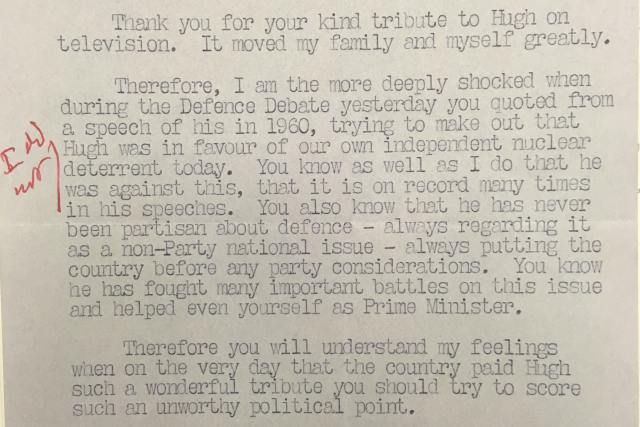 Thank you for your kind tribute to Hugh on
television. It moved my family and myself greatly.
Therefore, I am the more deeply shocked when
during the Defence Debate yesterday you quoted from
a speech of his in 1960, trying to make out that
Hugh was in favour of our own independent nuclear
deterrent today. You know as well as I do that he
was against this, that it is on record many times
in his speeches. You also know that he has never
been partisan about defence - always regarding it
as a non-Party national issue - always putting the
country before any party considerations. You know
he has fought many important battles on this issue
and helped even yourself as Prime Minister.
Therefore you will understand my feelings
when on the very day that the country paid Hugh
such a wonderful tribute you should try to score
such an unworthy political point.
I did
not